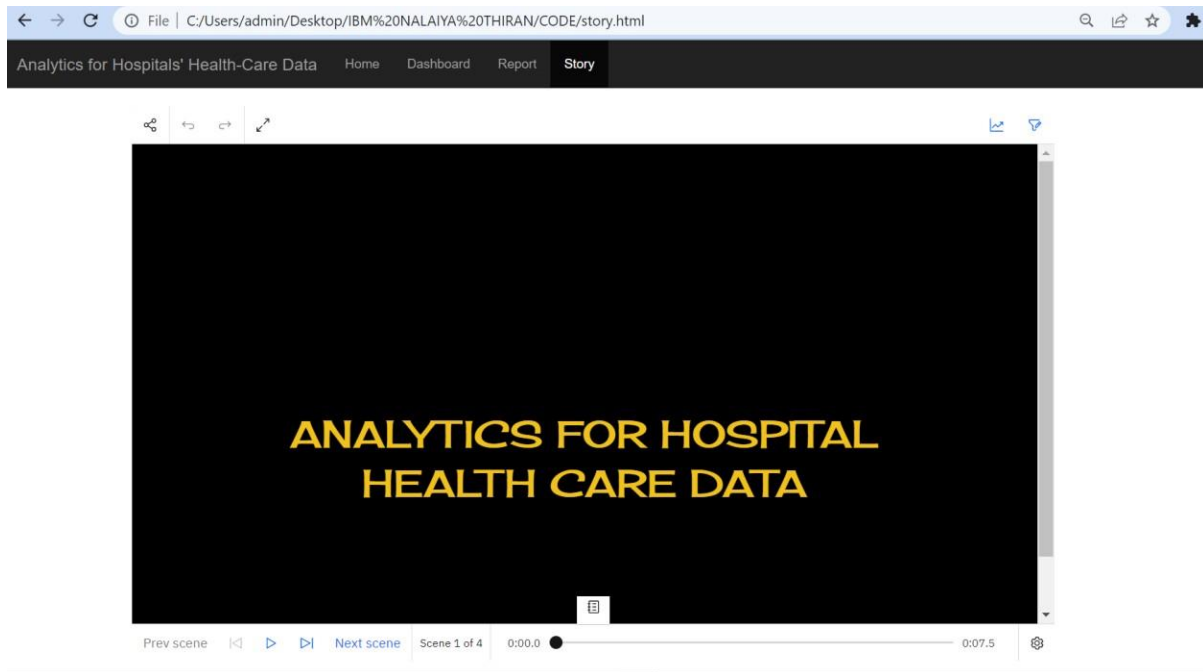 File | C:/Users/admin/Desktop/IBM%20NALAIYA%20THIRAN/CODE/story.html
Analytics for Hospitals' Health-Care Data Home Dashboard Report Story
ANALYTICS FOR HOSPITAL
HEALTH CARE DATA
Prev scene Next scene Scene 1 of 4 0:00.0 0:07.5